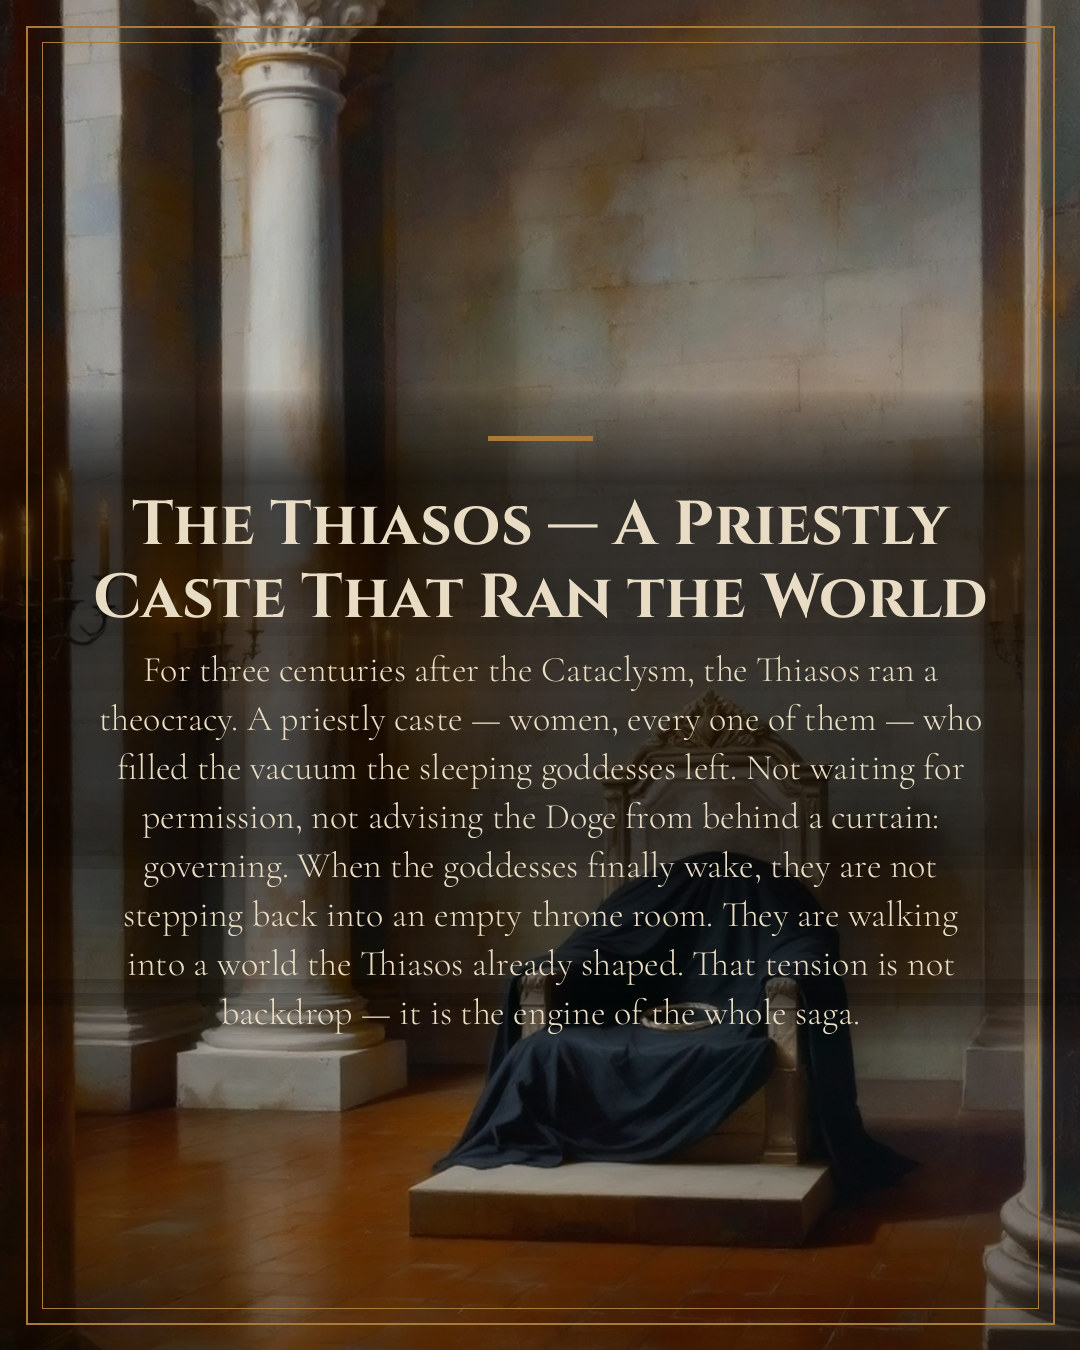 The Thiasos — A Priestly
Caste That Ran the World
For three centuries after the Cataclysm, the Thiasos ran a
theocracy. A priestly caste — women, every one of them — who
filled the vacuum the sleeping goddesses left. Not waiting for
permission, not advising the Doge from behind a curtain:
governing. When the goddesses finally wake, they are not
stepping back into an empty throne room. They are walking
into a world the Thiasos already shaped. That tension is not
backdrop — it is the engine of the whole saga.